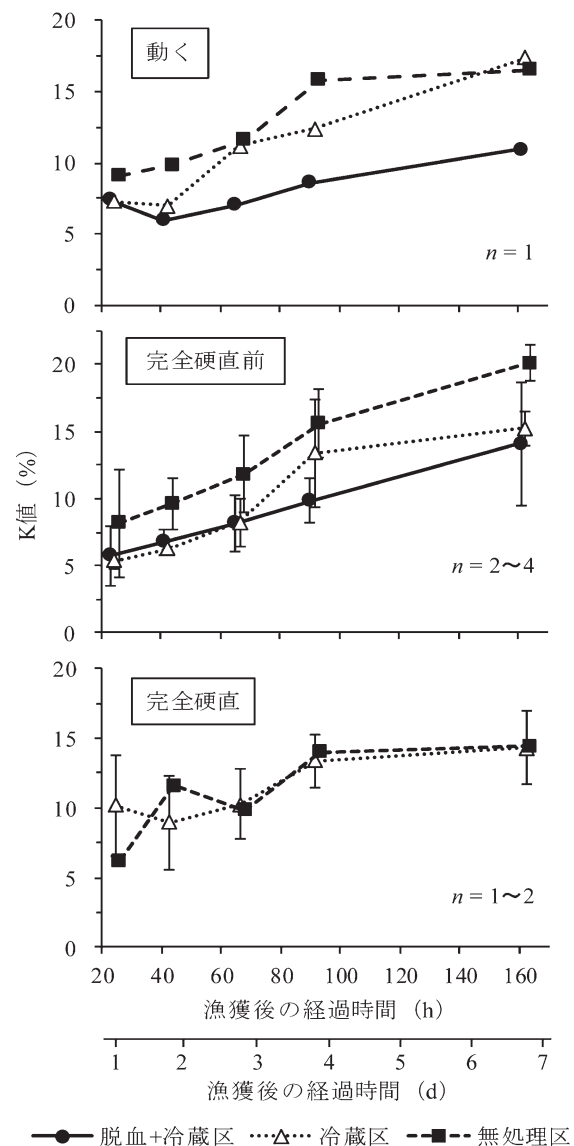 20
動く
15
10
5
n = 1
0
完全硬直前
20
15
10
5
n = 2〜4
0
K値 (%)
20
完全硬直
15
10
5
n = 1〜2
0
20 40 60 80 100 120 140 160
漁獲後の経過時間 (h)
1 2 3 4 5 6 7
漁獲後の経過時間 (d)
脱血+冷蔵区 冷蔵区 無処理区